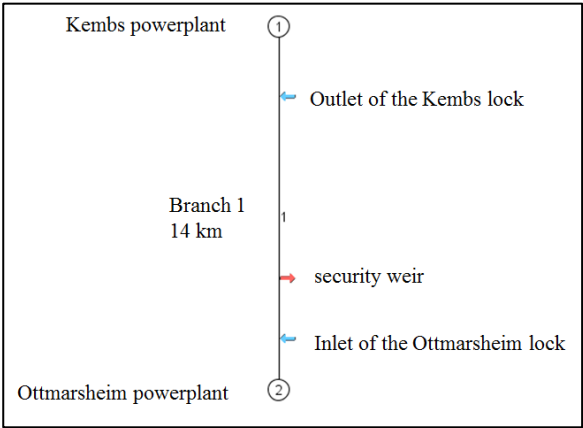 Kembs powerplant
1
Outlet of the Kembs lock
Branch 1
14 km
1
security weir
Inlet of the Ottmarsheim lock
Ottmarsheim powerplant
2